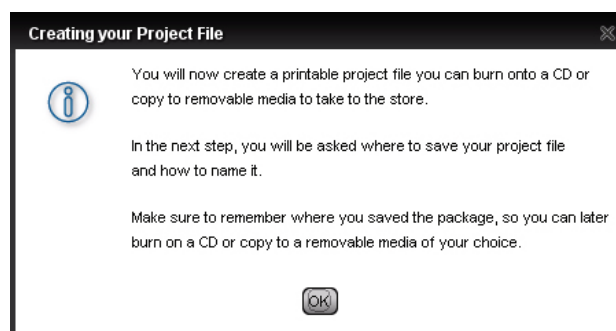 Creating your Project File
You will now create a printable project file you can burn onto a CD or
copy to removable media to take to the store.
In the next step, you will be asked where to save your project file
and how to name it.
Make sure to remember where you saved the package, so you can later
burn on a CD or copy to a removable media of your choice.
OK